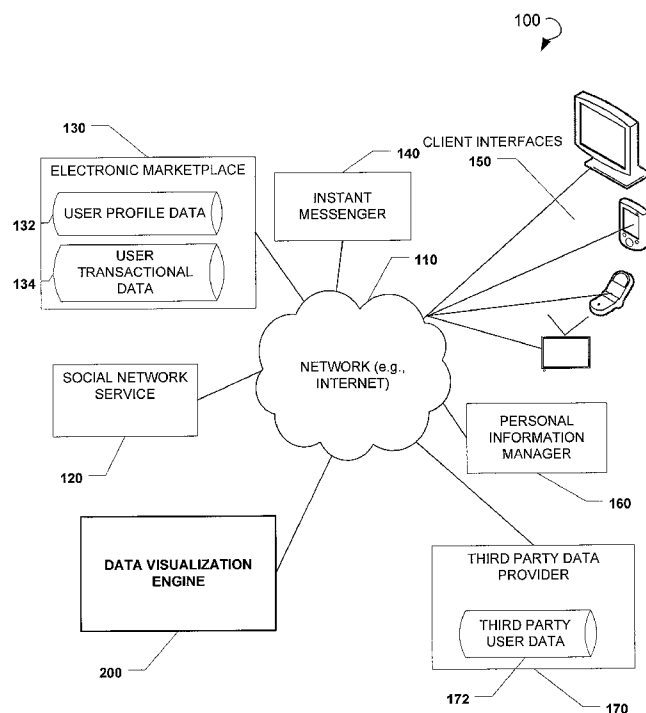 100
130
ELECTRONIC MARKETPLACE
132
USER PROFILE DATA
134
USER
TRANSACTIONAL
DATA
140
INSTANT
MESSENGER
CLIENT INTERFACES
150
110
NETWORK (e.g.,
INTERNET)
SOCIAL NETWORK
SERVICE
120
PERSONAL
INFORMATION
MANAGER
160
DATA VISUALIZATION
ENGINE
200
THIRD PARTY DATA
PROVIDER
THIRD PARTY
USER DATA
172
170